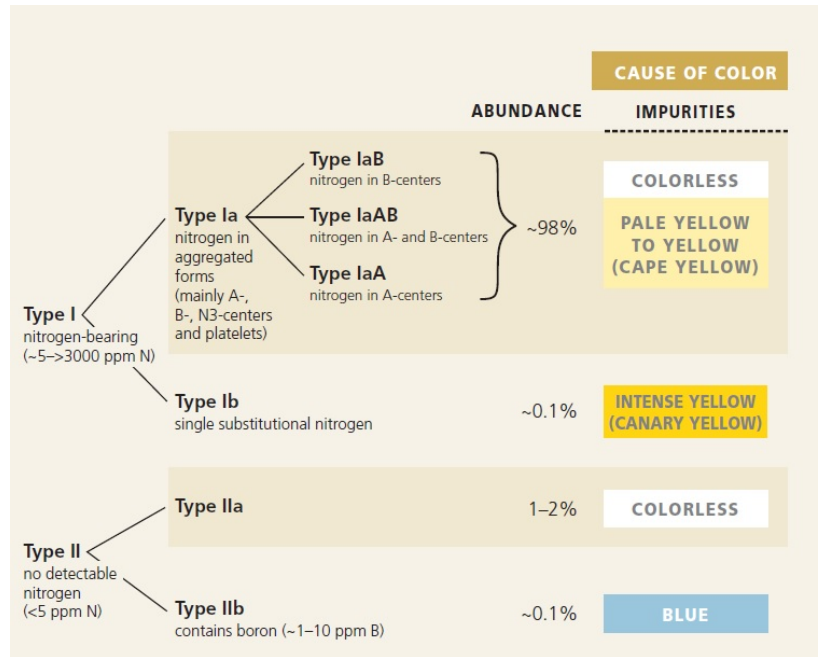 CAUSE OF COLOR
ABUNDANCE
IMPURITIES
Type IaB
nitrogen in B-centers
COLORLESS
Type Ia
nitrogen in
aggregated
forms
(mainly A-,
B-, N3-centers
and platelets)
Type IaAB
nitrogen in A- and B-centers
~98%
PALE YELLOW
TO YELLOW
(CAPE YELLOW)
Type IaA
nitrogen in A-centers
Type I
nitrogen-bearing
(~5–>3000 ppm N)
Type Ib
single substitutional nitrogen
~0.1%
INTENSE YELLOW
(CANARY YELLOW)
Type IIa
1–2%
COLORLESS
Type II
no detectable
nitrogen
(<5 ppm N)
Type IIb
contains boron (~1–10 ppm B)
~0.1%
BLUE